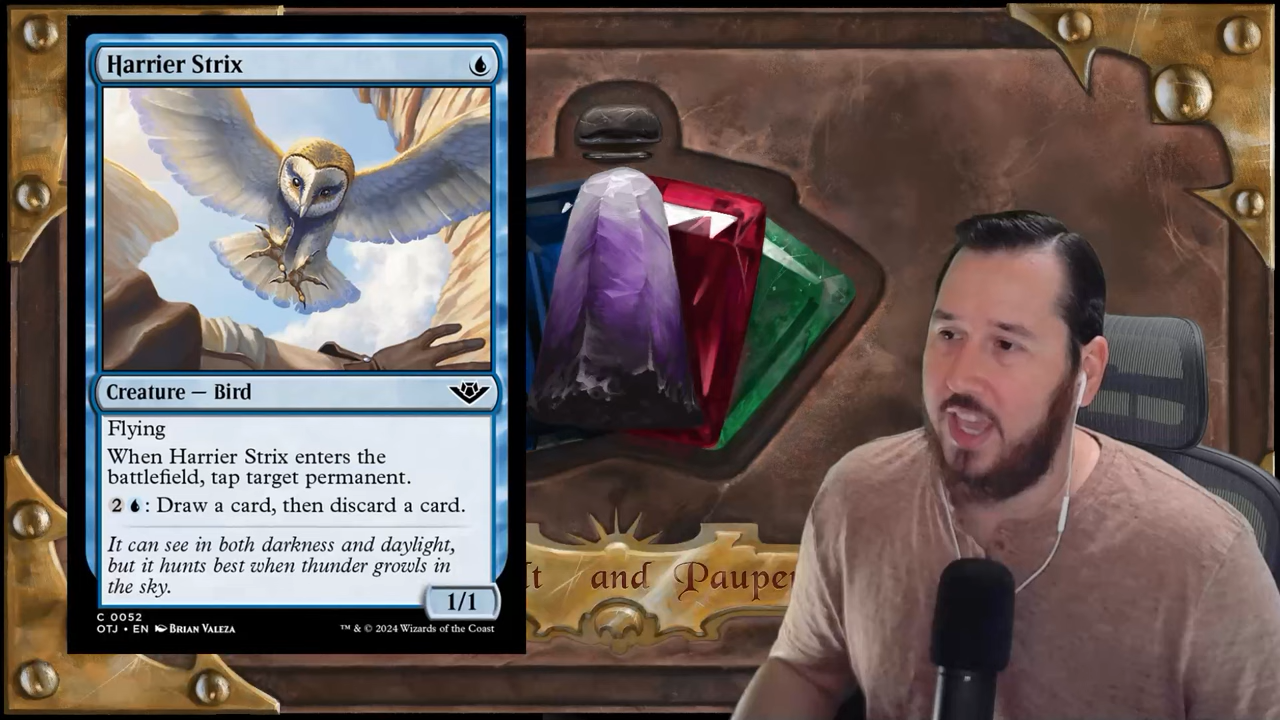 Harrier Strix
Creature — Bird
Flying
When Harrier Strix enters the
battlefield, tap target permanent.
2 : Draw a card, then discard a card.
It can see in both darkness and daylight,
but it hunts best when thunder growls in
the sky.
1/1
C 0052
OTJ • EN BRIAN VALEZA
™ & © 2024 Wizards of the Coast
and